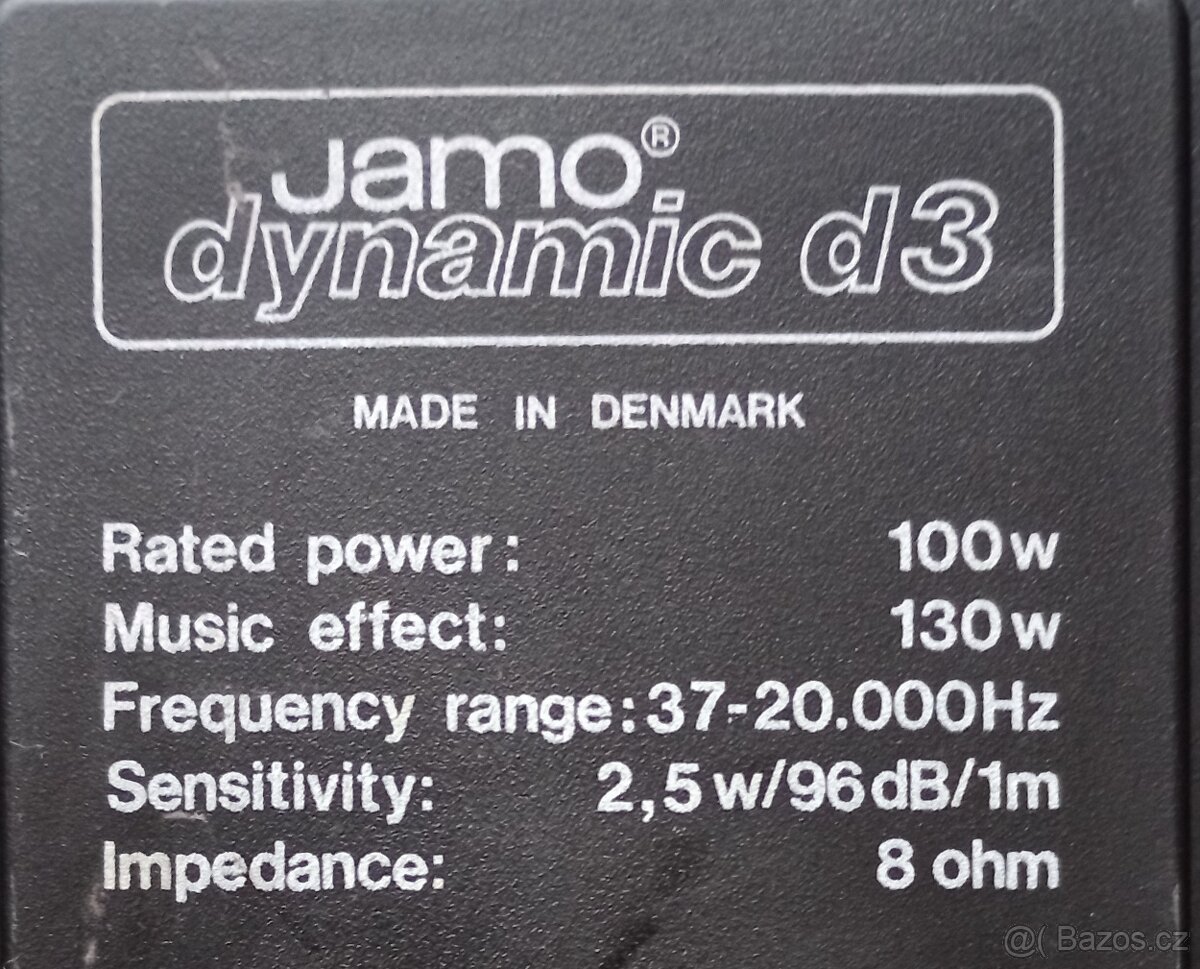 Jamo®
dynamic d3
MADE IN DENMARK
Rated power: 100w
Music effect: 130w
Frequency range: 37-20.000Hz
Sensitivity: 2,5w/96dB/1m
Impedance: 8 ohm
@( Bazos.cz